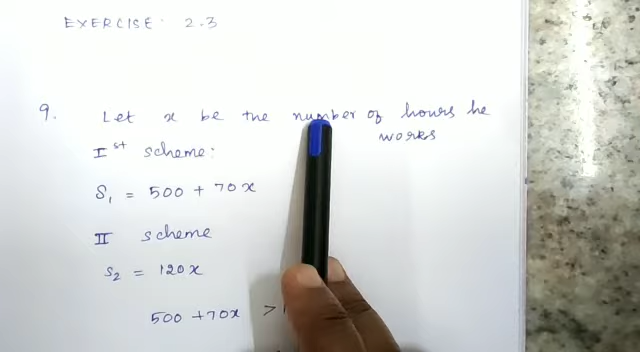 EXERCISE: 2.3
9. Let x be the number of hours he
works
Ist scheme:
S₁ = 500 + 70x
II scheme
S₂ = 120x
500 + 70x >